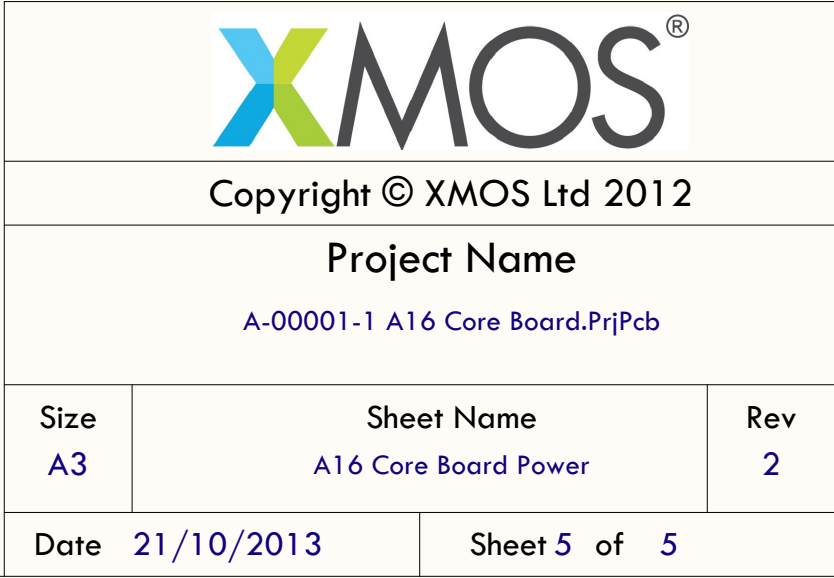 XMOS®
Copyright © XMOS Ltd 2012
Project Name
A-00001-1 A16 Core Board.PrjPcb
Size
A3
Sheet Name
A16 Core Board Power
Rev
2
Date 21/10/2013
Sheet 5 of 5